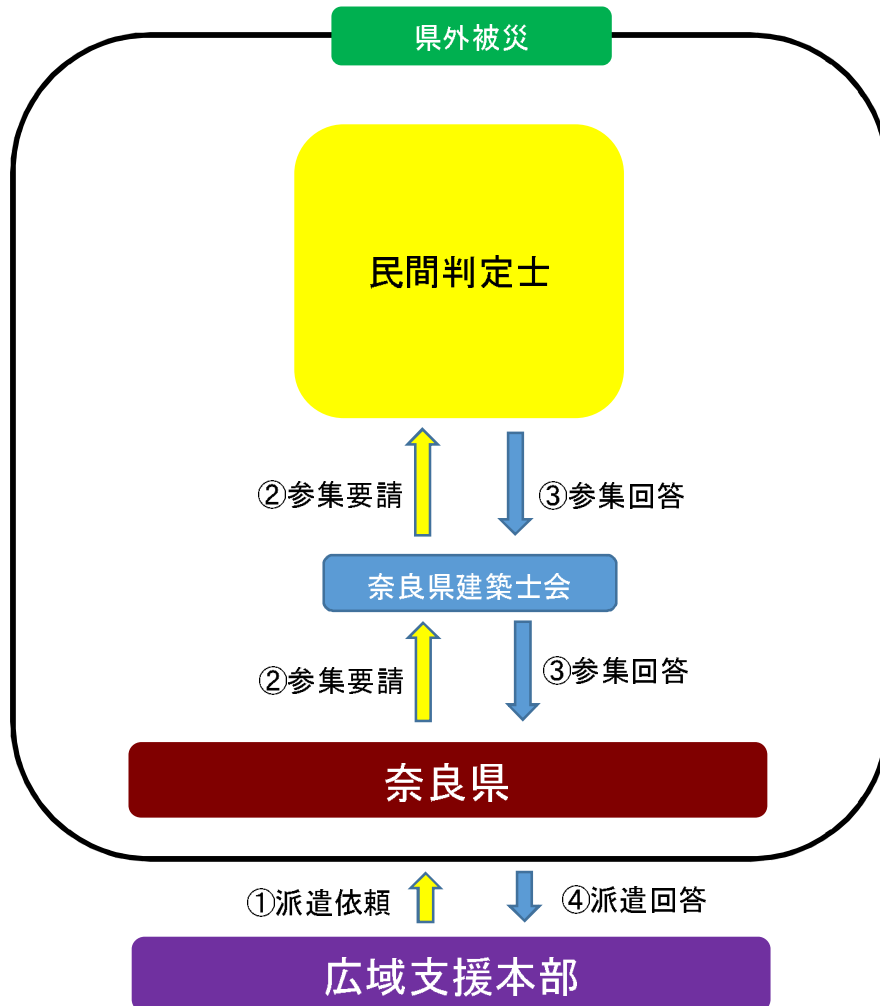 県外被災
民間判定士
②参集要請
③参集回答
奈良県建築士会
②参集要請
③参集回答
奈良県
①派遣依頼
④派遣回答
広域支援本部